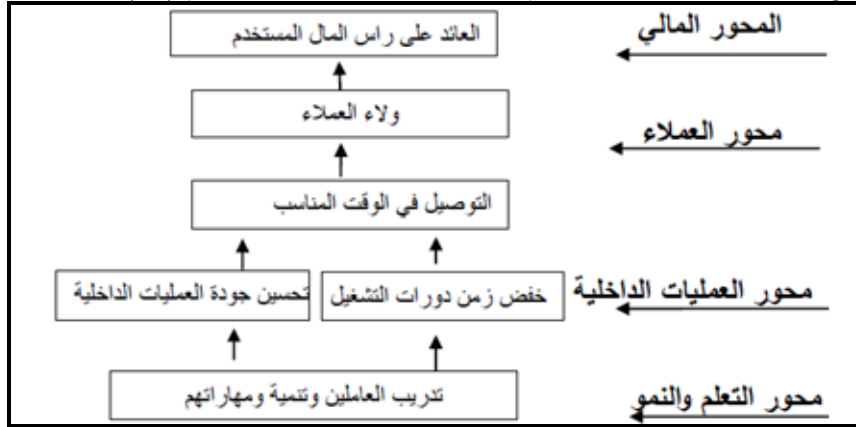 المحور المالي
العائد على راس المال المستخدم
محور العملاء
ولاء العملاء
التوصيل في الوقت المناسب
محور العمليات الداخلية
خفض زمن دورات التشغيل
تحسين جودة العمليات الداخلية
محور التعلم والنمو
تدريب العاملين وتنمية ومهاراتهم